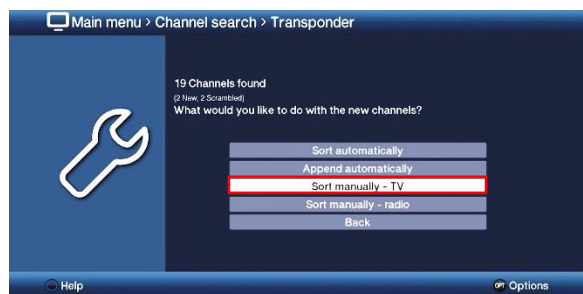 Main menu > Channel search > Transponder
19 Channels found
(2 New, 2 Scrambled)
What would you like to do with the new channels?
Sort automatically
Append automatically
Sort manually - TV
Sort manually - radio
Back
Help
OPT Options